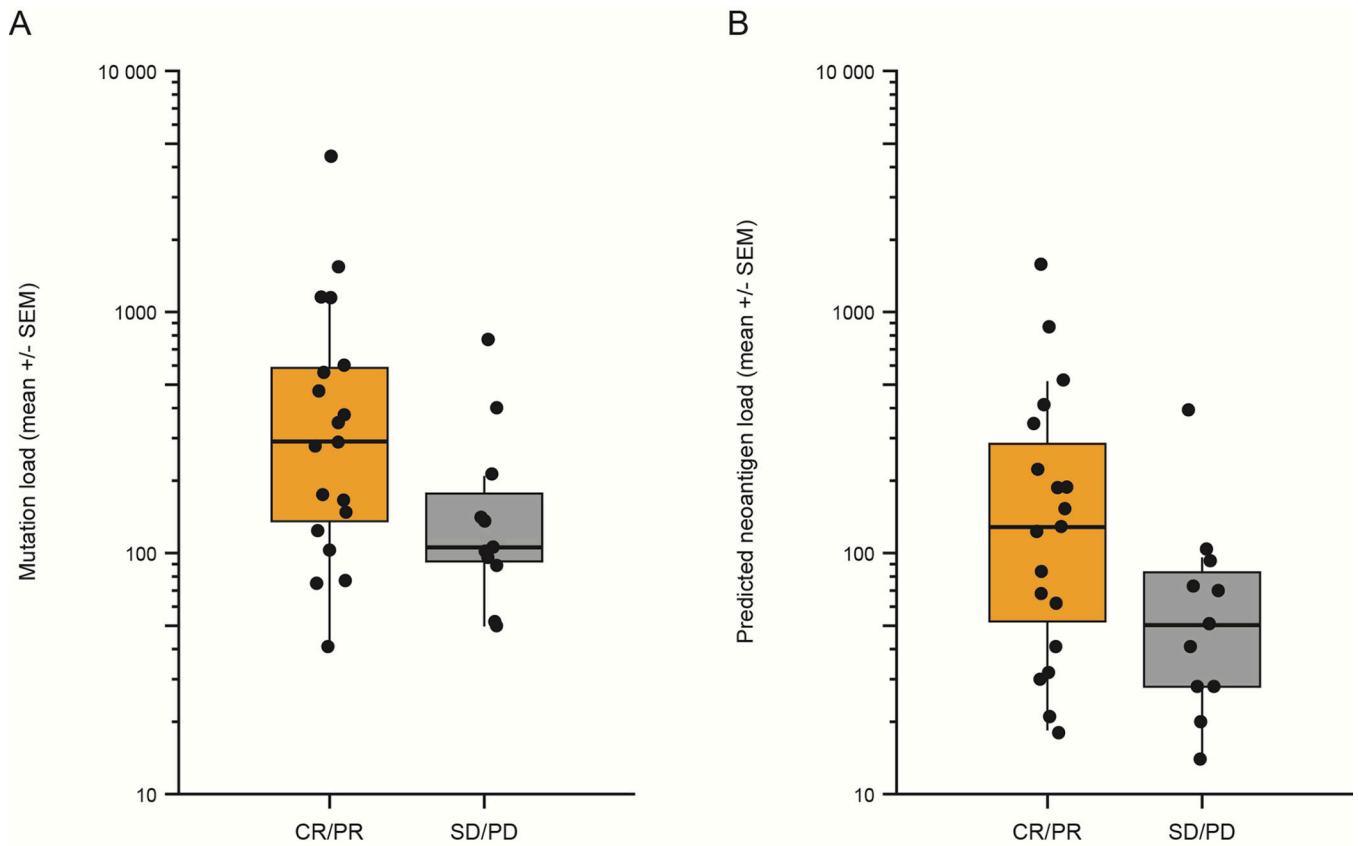 A
Mutation load (mean +/- SEM)
10 000
1000
100
10
CR/PR
SD/PD
B
Predicted neoantigen load (mean +/- SEM)
10 000
1000
100
10
CR/PR
SD/PD